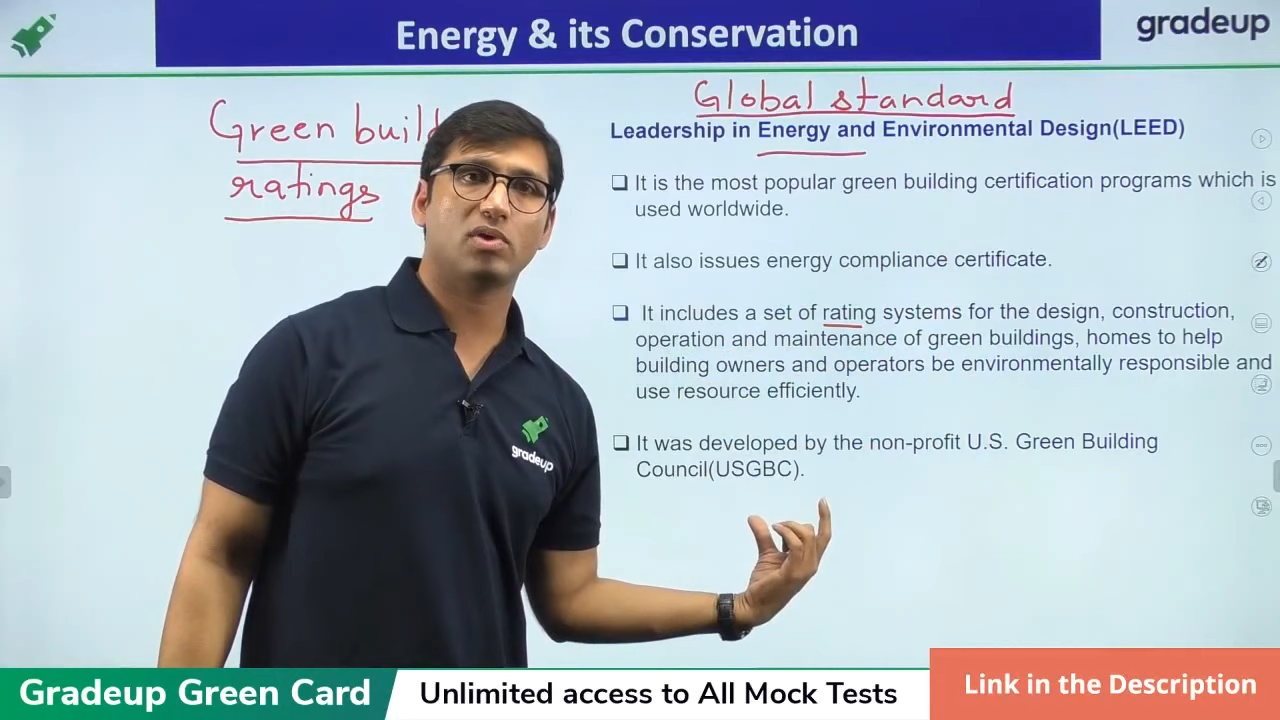 Energy & its Conservation
gradeup
Global standard
Green build
ratings
Leadership in Energy and Environmental Design(LEED)
It is the most popular green building certification programs which is
used worldwide.
It also issues energy compliance certificate.
It includes a set of rating systems for the design, construction,
operation and maintenance of green buildings, homes to help
building owners and operators be environmentally responsible and
use resource efficiently.
It was developed by the non-profit U.S. Green Building
Council(USGBC).
gradeup
Gradeup Green Card
Unlimited access to All Mock Tests
Link in the Description